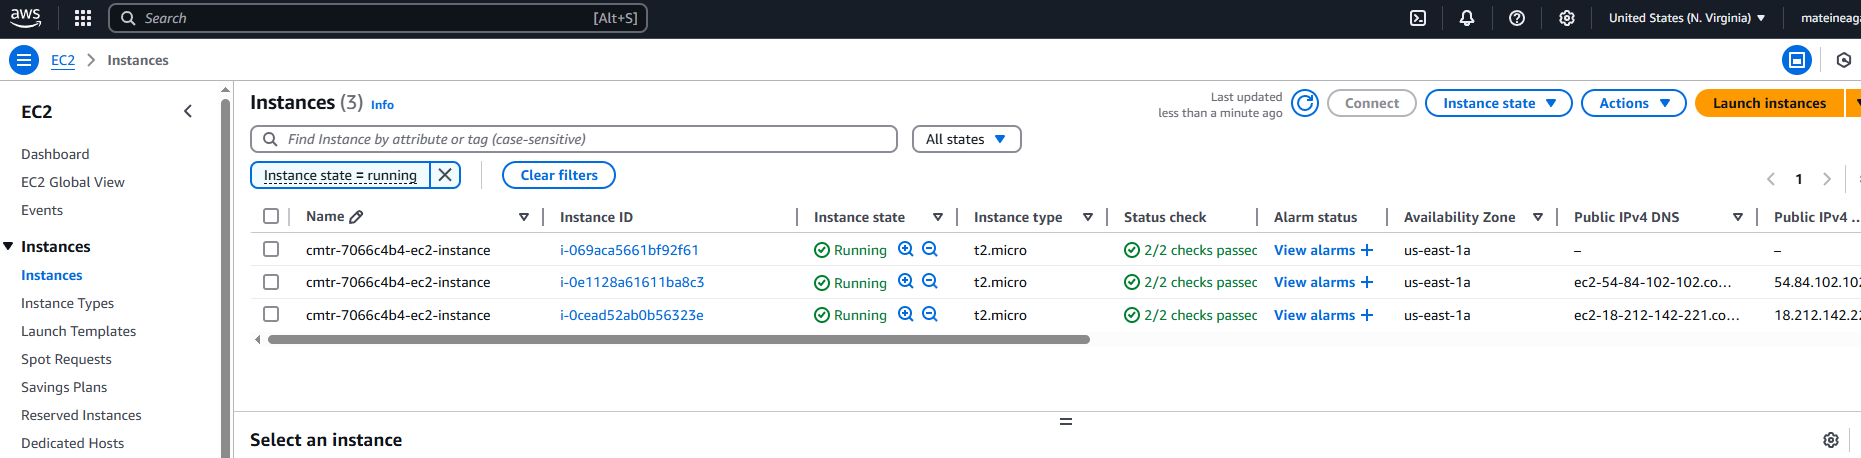 aws Search [Alt+S] United States (N. Virginia) mateineaga
EC2 Instances
EC2
Dashboard
EC2 Global View
Events
Instances
Instances
Instance Types
Launch Templates
Spot Requests
Savings Plans
Reserved Instances
Dedicated Hosts
Instances (3) Info
Last updated
less than a minute ago
Connect Instance state Actions Launch instances
Find Instance by attribute or tag (case-sensitive) All states
Instance state = running Clear filters
1
Name Instance ID Instance state Instance type Status check Alarm status Availability Zone Public IPv4 DNS Public IPv4 ...
cmtr-7066c4b4-ec2-instance i-069aca5661bf92f61 Running t2.micro 2/2 checks passed View alarms + us-east-1a – –
cmtr-7066c4b4-ec2-instance i-0e1128a61611ba8c3 Running t2.micro 2/2 checks passed View alarms + us-east-1a ec2-54-84-102-102.co... 54.84.102.102
cmtr-7066c4b4-ec2-instance i-0cead52ab0b56323e Running t2.micro 2/2 checks passed View alarms + us-east-1a ec2-18-212-142-221.co... 18.212.142.22
Select an instance